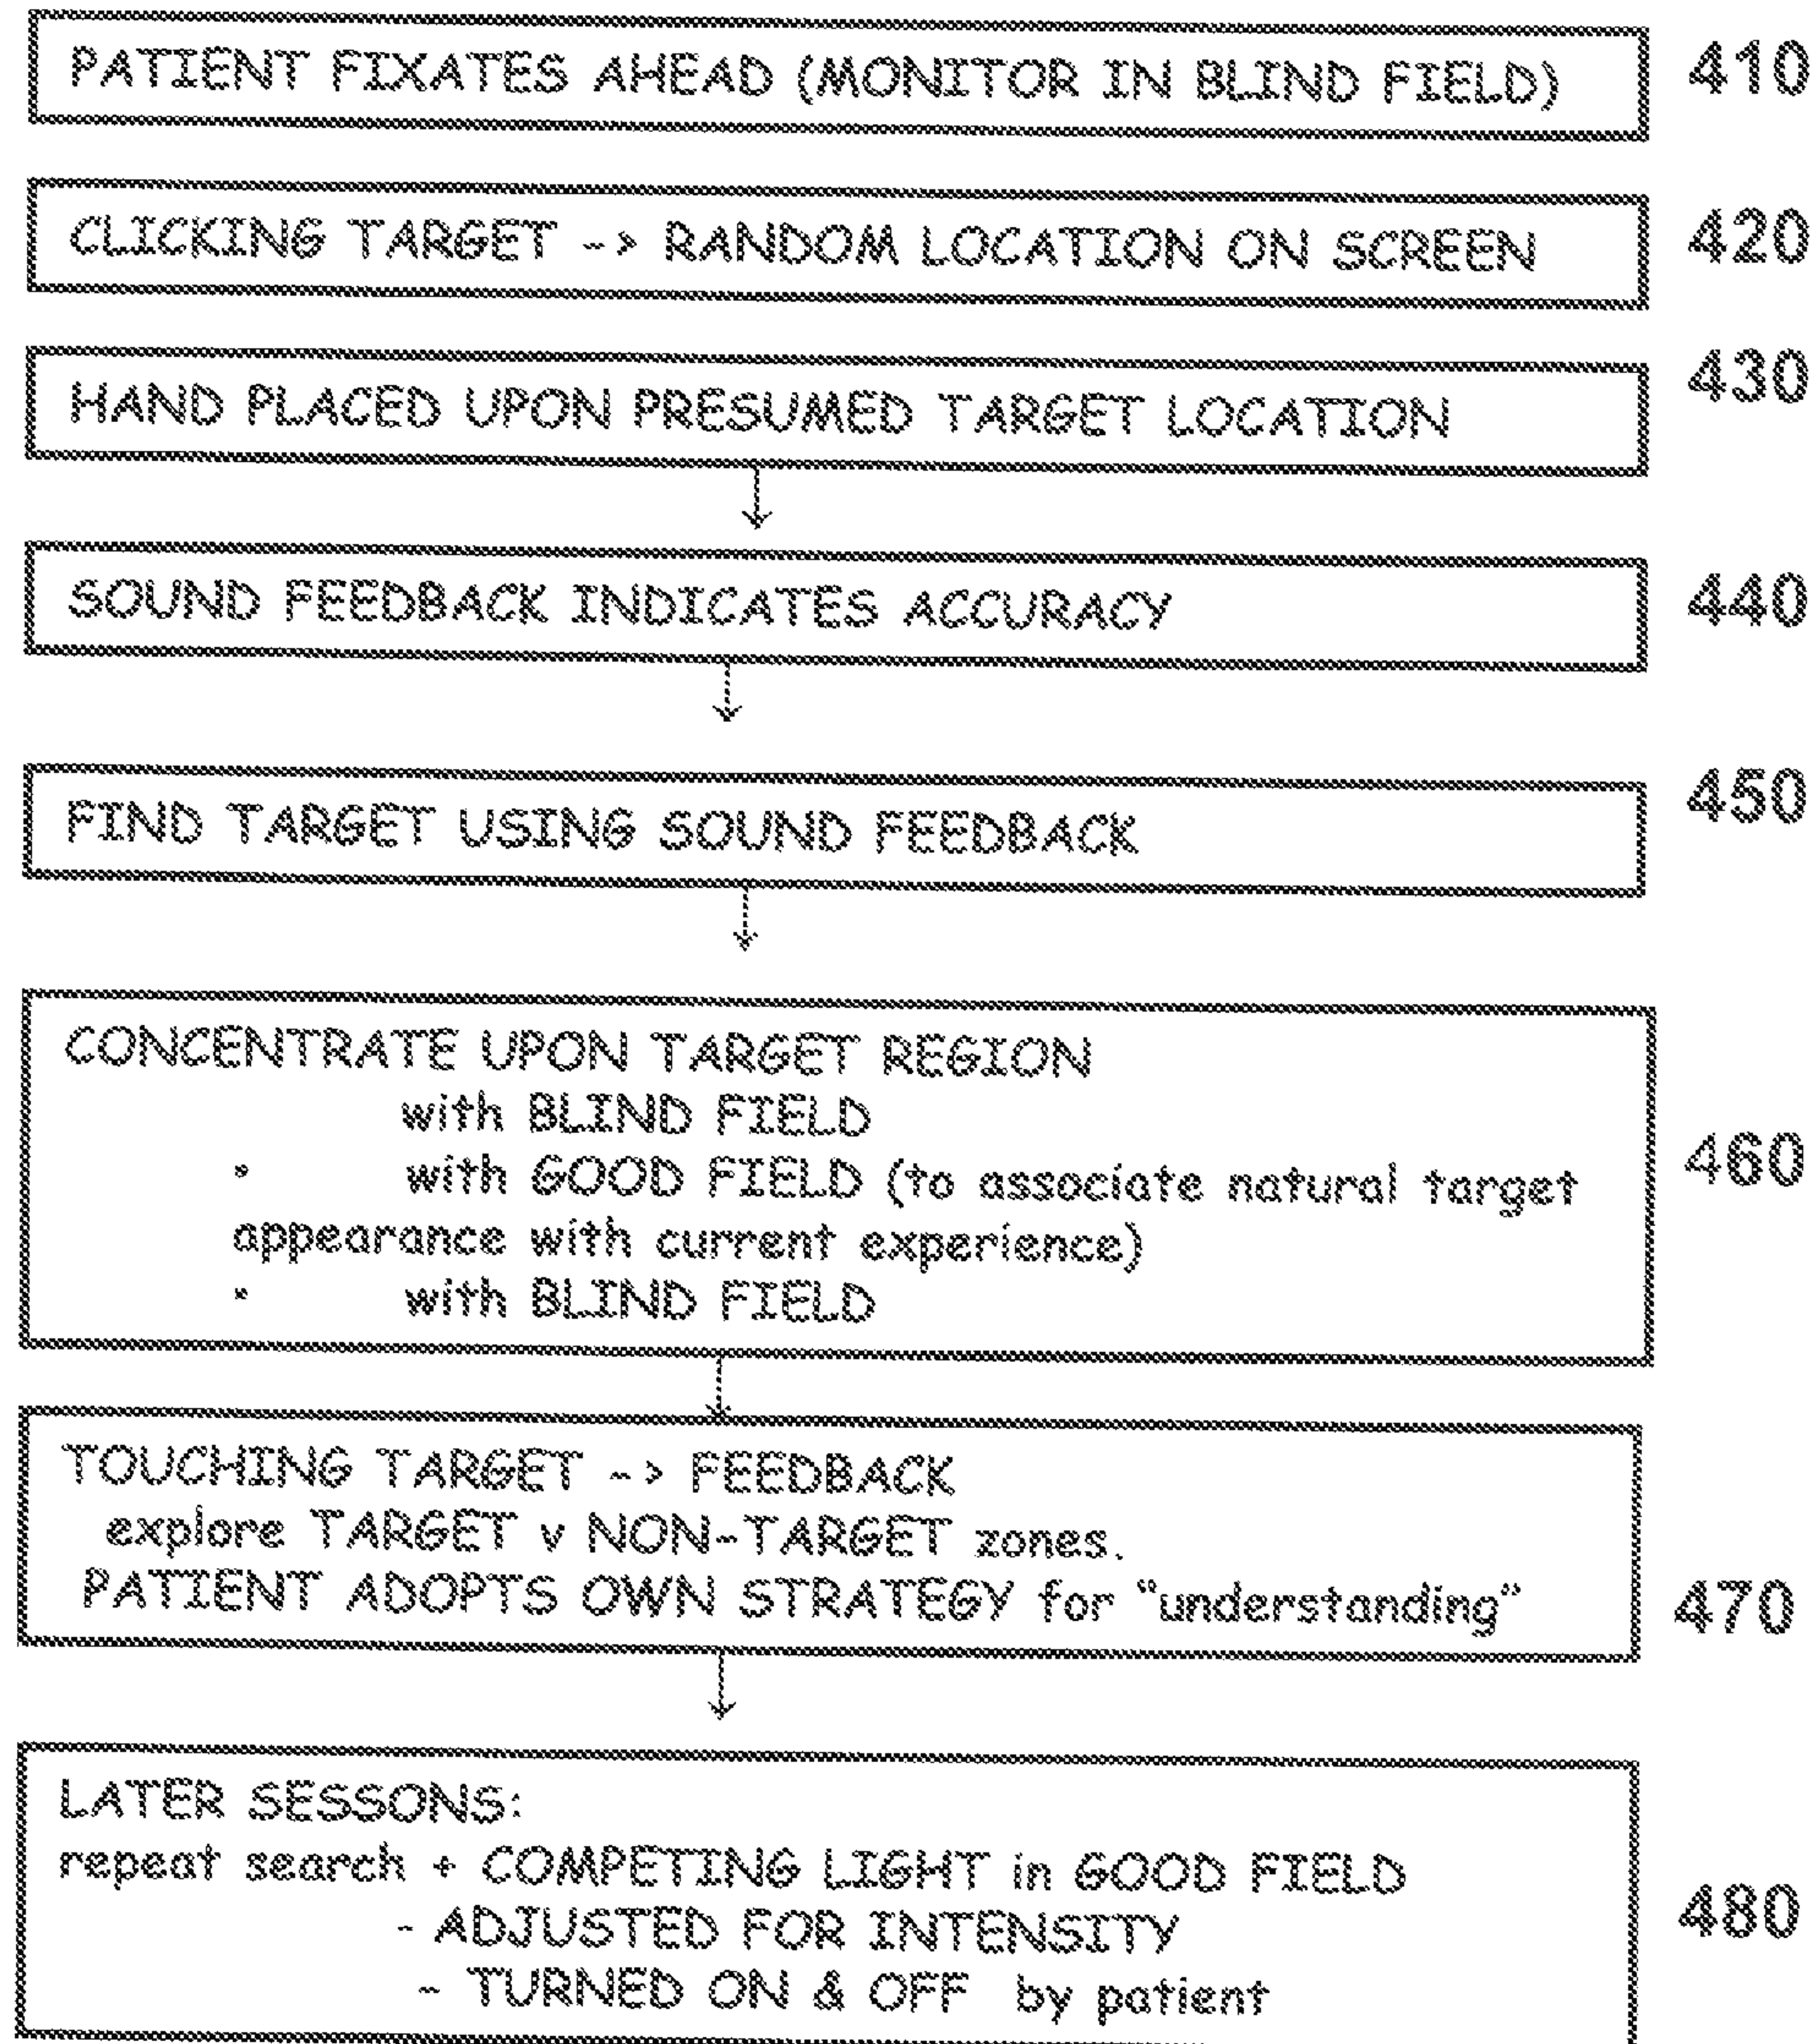 PATIENT FIXATES AHEAD (MONITOR IN BLIND FIELD) 410
CLICKING TARGET -> RANDOM LOCATION ON SCREEN 420
HAND PLACED UPON PRESUMED TARGET LOCATION 430
SOUND FEEDBACK INDICATES ACCURACY 440
FIND TARGET USING SOUND FEEDBACK 450
CONCENTRATE UPON TARGET REGION
with BLIND FIELD
• with GOOD FIELD (to associate natural target 460
appearance with current experience)
• with BLIND FIELD
TOUCHING TARGET -> FEEDBACK
explore TARGET v NON-TARGET zones.
PATIENT ADOPTS OWN STRATEGY for "understanding" 470
LATER SESSONS:
repeat search + COMPETING LIGHT in GOOD FIELD
- ADJUSTED FOR INTENSITY 480
- TURNED ON & OFF by patient